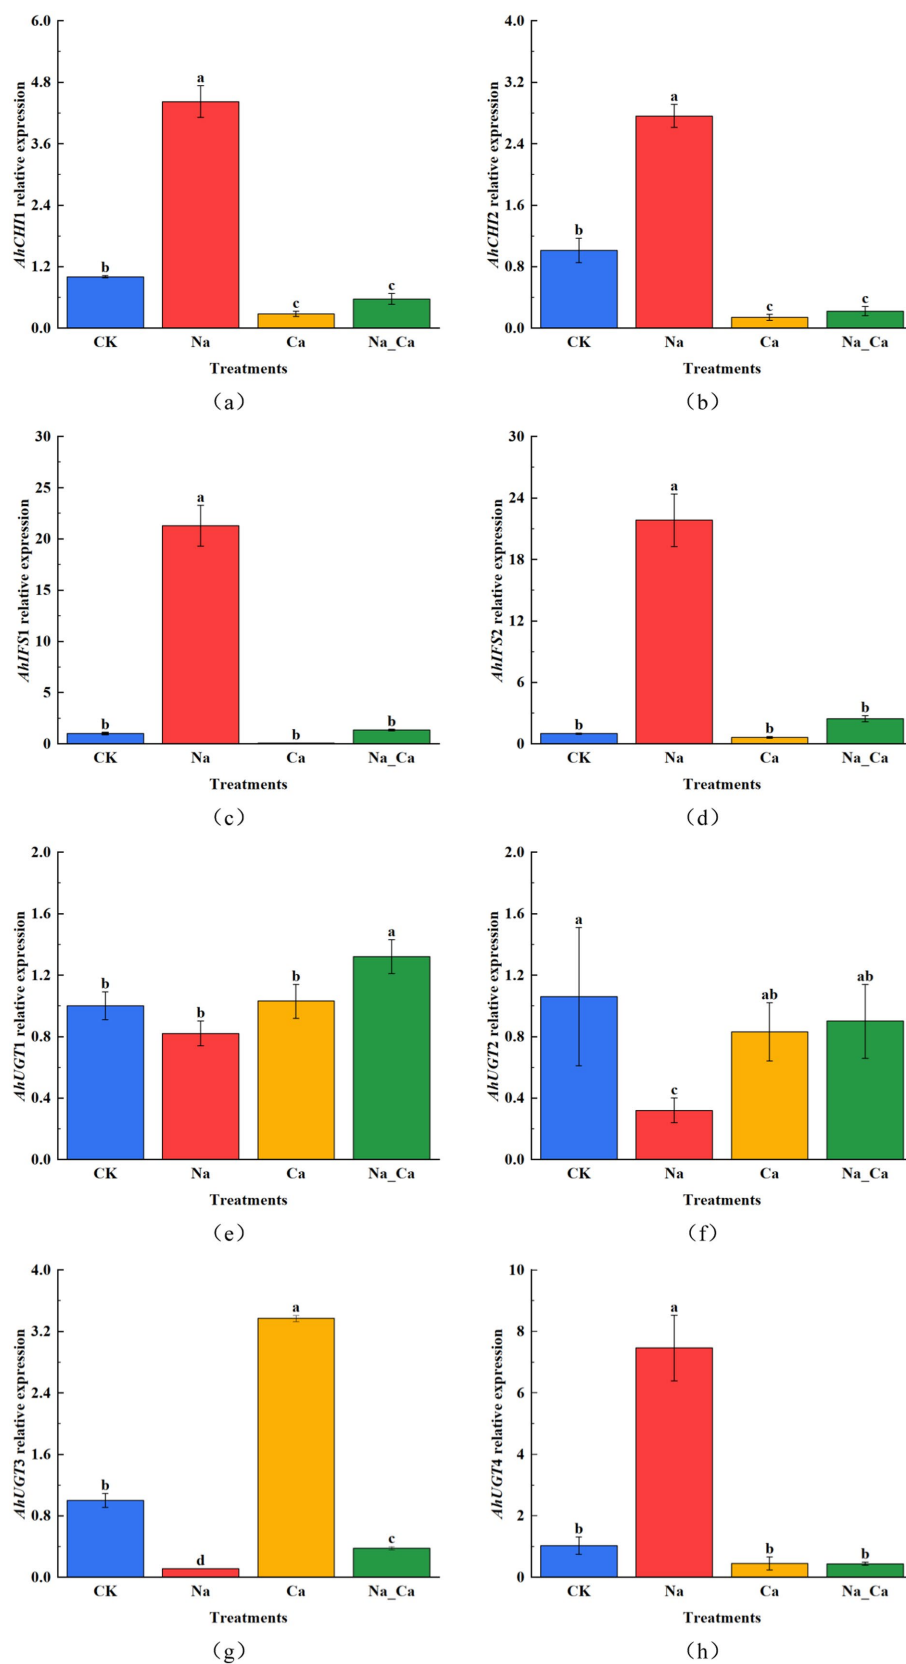 AhCHI1 relative expression
6.0
4.8
3.6
2.4
1.2
0.0
b
a
c
c
CK Na Ca Na_Ca
Treatments
（a）
AhCHI2 relative expression
4.0
3.2
2.4
1.6
0.8
0.0
b
a
c
c
CK Na Ca Na_Ca
Treatments
（b）
AhIFS1 relative expression
30
25
20
15
10
5
0
b
a
b
b
CK Na Ca Na_Ca
Treatments
（c）
AhIFS2 relative expression
30
24
18
12
6
0
b
a
b
b
CK Na Ca Na_Ca
Treatments
（d）
AhUGT1 relative expression
2.0
1.6
1.2
0.8
0.4
0.0
b
b
b
a
CK Na Ca Na_Ca
Treatments
（e）
AhUGT2 relative expression
2.0
1.6
1.2
0.8
0.4
0.0
a
c
ab
ab
CK Na Ca Na_Ca
Treatments
（f）
AhUGT3 relative expression
4.0
3.2
2.4
1.6
0.8
0.0
b
d
a
c
CK Na Ca Na_Ca
Treatments
（g）
AhUGT4 relative expression
10
8
6
4
2
0
b
a
b
b
CK Na Ca Na_Ca
Treatments
（h）